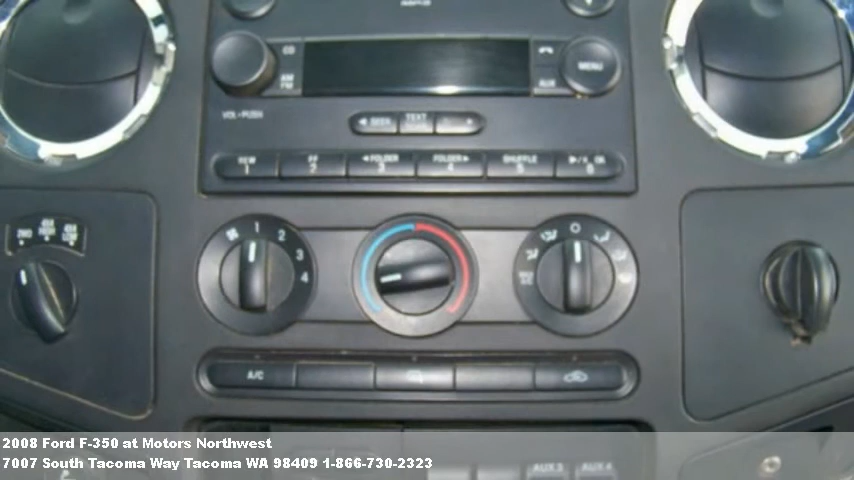 CD
AM
FM
AUX
MENU
VOL-PUSH
SEEK
TEXT
REW 1
FF 2
FOLDER 3
FOLDER 4
SHUFFLE 5
6
2WD
4X4 HIGH
4X4 LOW
1
2
3
4
O
MAX
A/C
A/C
2008 Ford F-350 at Motors Northwest
7007 South Tacoma Way Tacoma WA 98409 1-866-730-2323
AUX 3
AUX 4